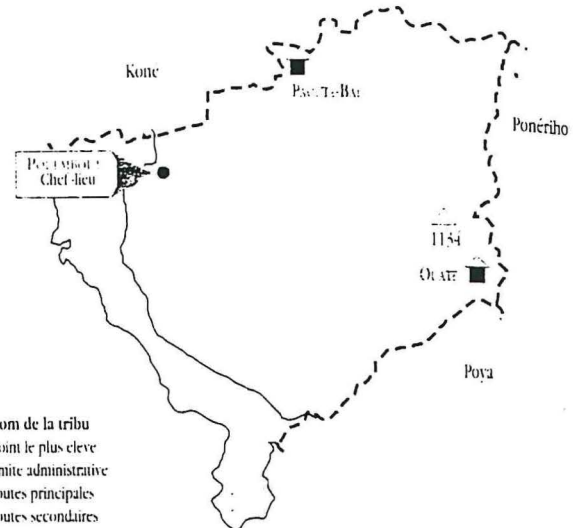 Kone
Ponériho
Chef-lieu
1134
Poya
om de la tribu
oint le plus eleve
mite administrative
outes principales
outes secondaires